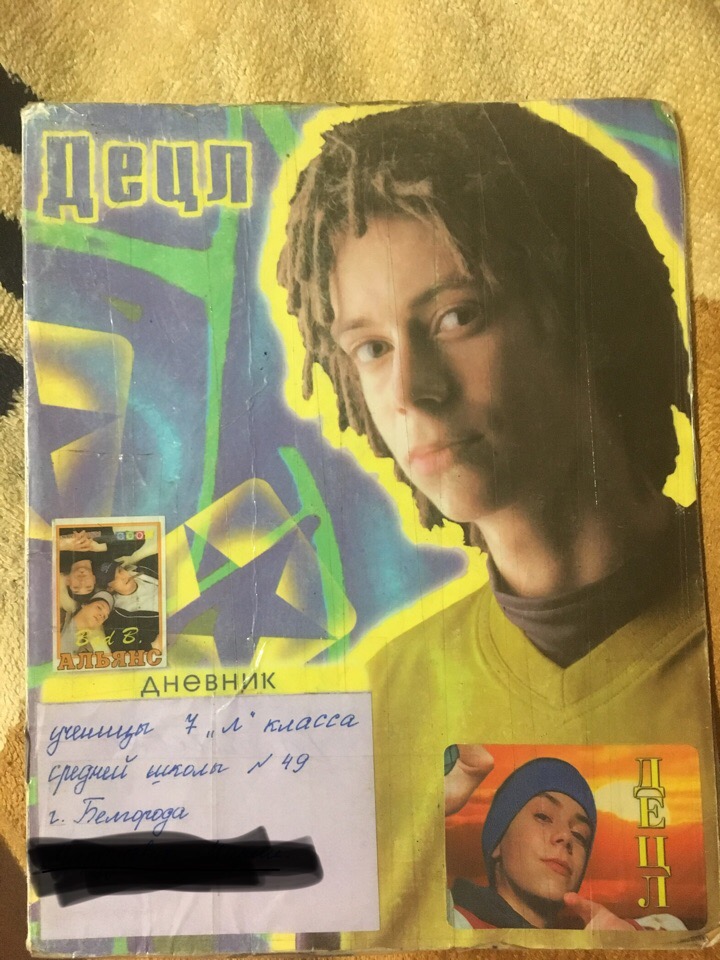 Децл
Bad B.
АЛЬЯНС
дневник
ученицы 7 „Л“ класса
средней школы № 49
г. Белгорода
ДЕЦЛ